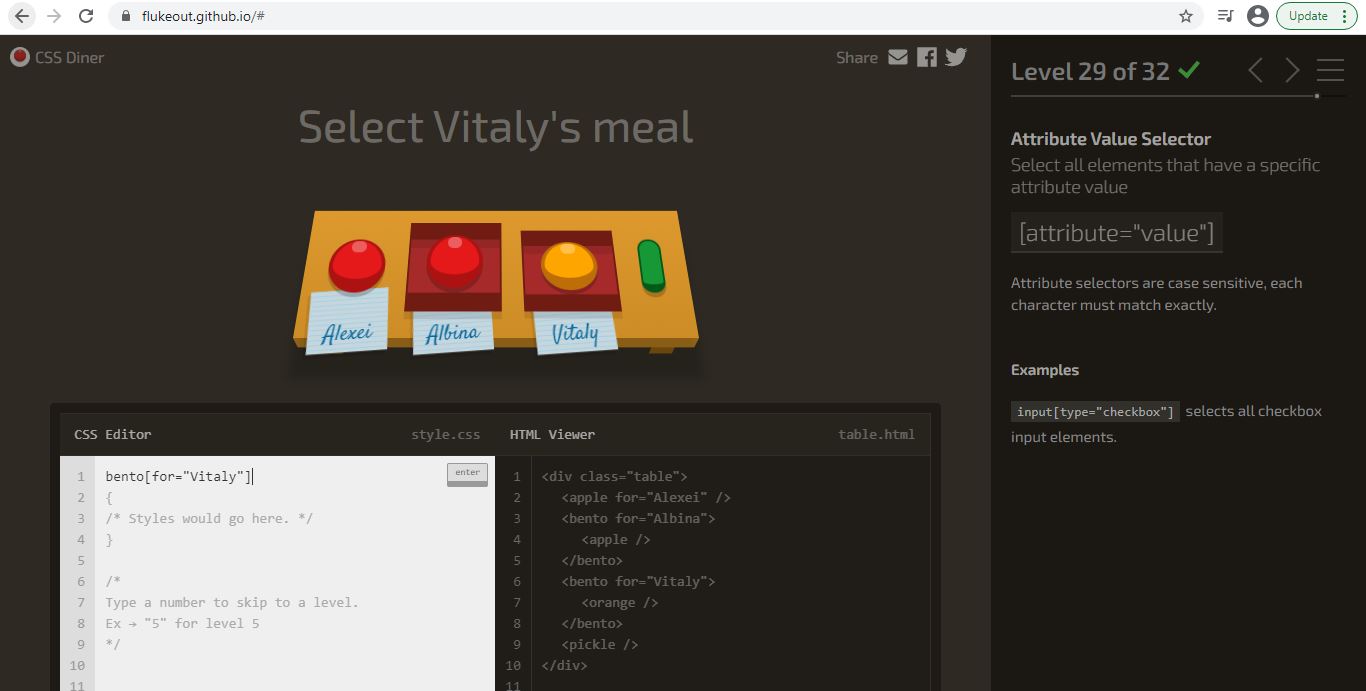 flukeout.github.io/#
Update
CSS Diner
Share
Select Vitaly's meal
Alexei
Albina
Vitaly
CSS Editor
style.css
1 bento[for="Vitaly"]
enter
2 {
3 /* Styles would go here. */
4 }
5
6 /*
7 Type a number to skip to a level.
8 Ex → "5" for level 5
9 */
10
11
HTML Viewer
table.html
1 <div class="table">
2 <apple for="Alexei" />
3 <bento for="Albina">
4 <apple />
5 </bento>
6 <bento for="Vitaly">
7 <orange />
8 </bento>
9 <pickle />
10 </div>
11
Level 29 of 32
Attribute Value Selector
Select all elements that have a specific
attribute value
[attribute="value"]
Attribute selectors are case sensitive, each
character must match exactly.
Examples
input[type="checkbox"] selects all checkbox
input elements.